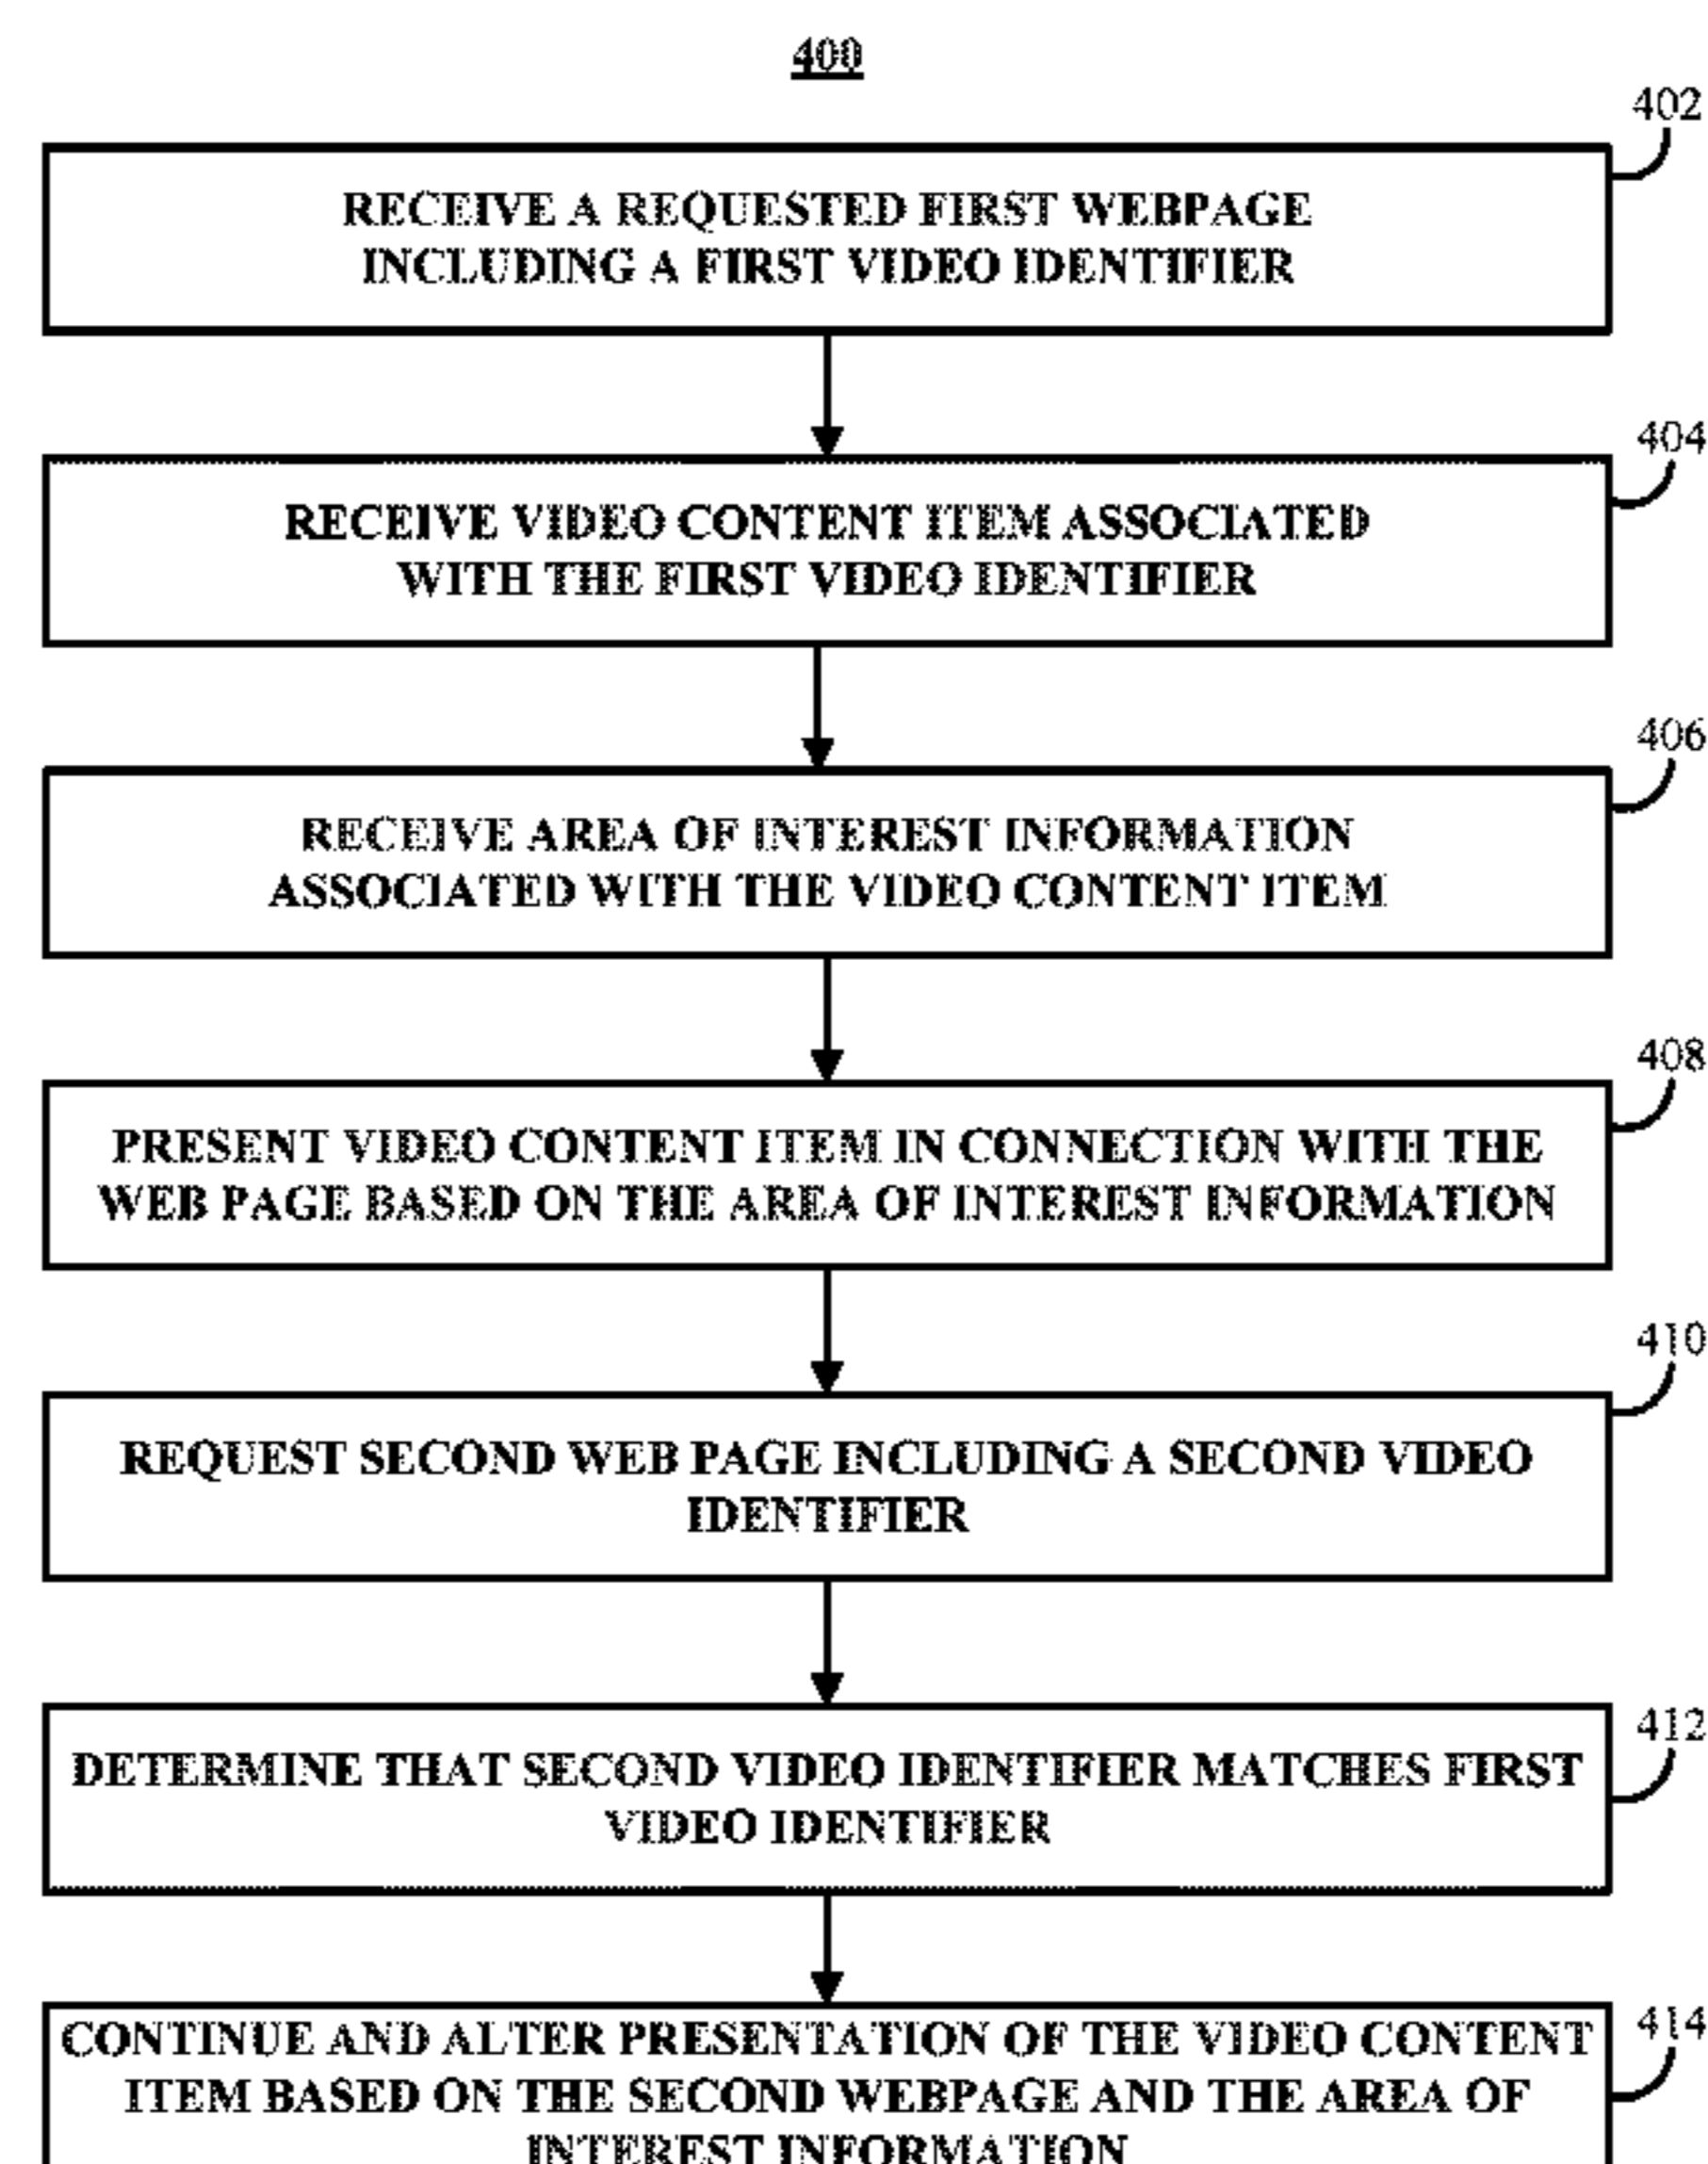 400
402
RECEIVE A REQUESTED FIRST WEBPAGE
INCLUDING A FIRST VIDEO IDENTIFIER
404
RECEIVE VIDEO CONTENT ITEM ASSOCIATED
WITH THE FIRST VIDEO IDENTIFIER
406
RECEIVE AREA OF INTEREST INFORMATION
ASSOCIATED WITH THE VIDEO CONTENT ITEM
408
PRESENT VIDEO CONTENT ITEM IN CONNECTION WITH THE
WEB PAGE BASED ON THE AREA OF INTEREST INFORMATION
410
REQUEST SECOND WEB PAGE INCLUDING A SECOND VIDEO
IDENTIFIER
412
DETERMINE THAT SECOND VIDEO IDENTIFIER MATCHES FIRST
VIDEO IDENTIFIER
414
CONTINUE AND ALTER PRESENTATION OF THE VIDEO CONTENT
ITEM BASED ON THE SECOND WEBPAGE AND THE AREA OF
INTEREST INFORMATION